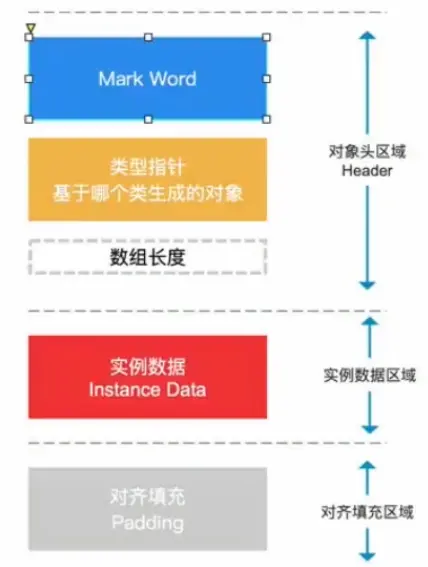 Mark Word
类型指针
基于哪个类生成的对象
对象头区域
Header
数组长度
实例数据
Instance Data
实例数据区域
对齐填充
Padding
对齐填充区域